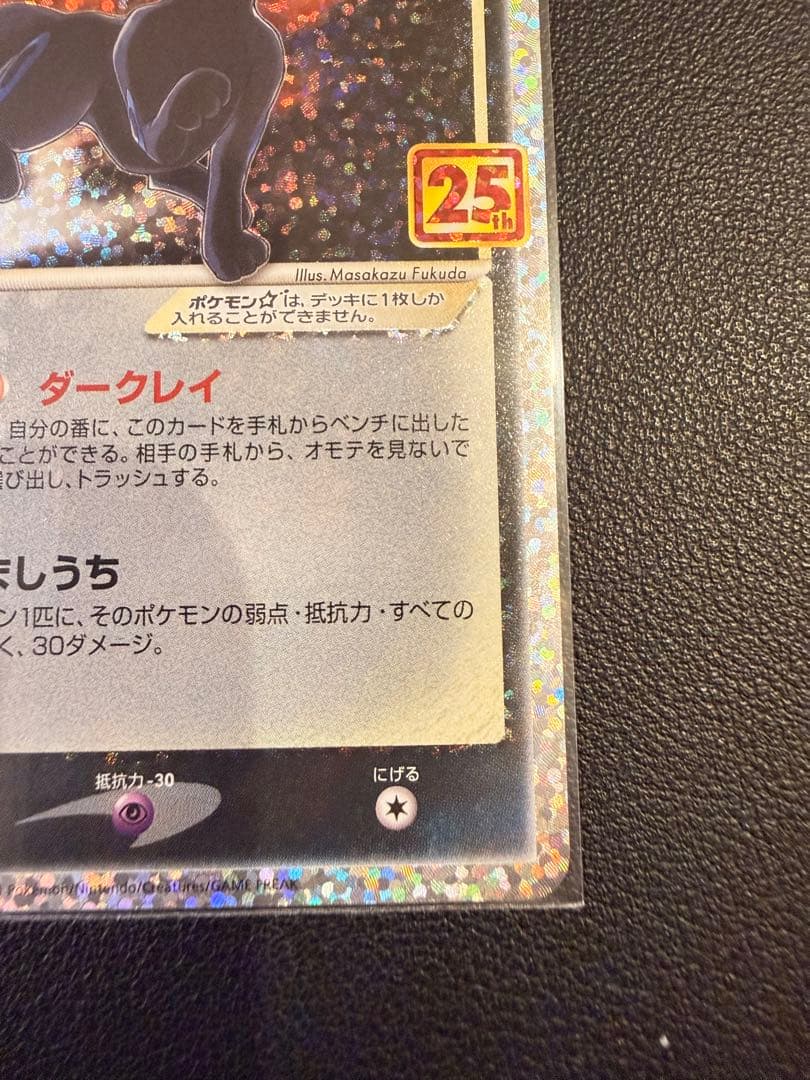 25th
Illus. Masakazu Fukuda
ポケモン☆は、デッキに1枚しか
入れることができません。
ダークレイ
自分の番に、このカードを手札からベンチに出した
ことができる。相手の手札から、オモテを見ないで
び出し、トラッシュする。
ましうち
ン1匹に、そのポケモンの弱点・抵抗力・すべての
く、30ダメージ。
抵抗力 -30
にげる
Pokémon/Nintendo/Creatures/GAME FREAK